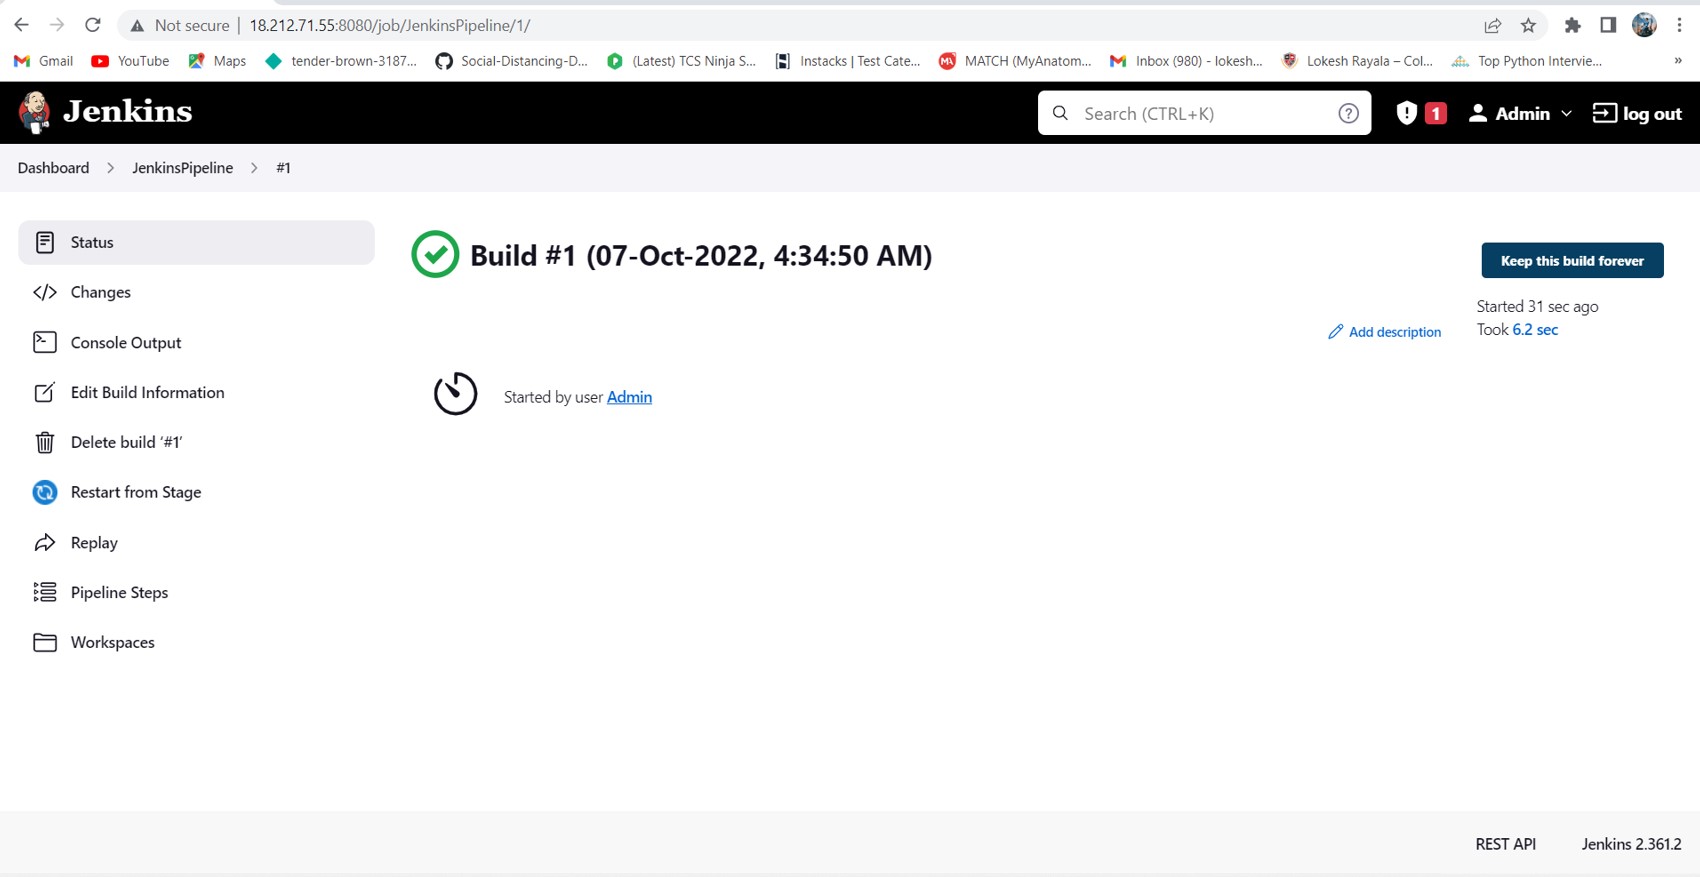 Not secure | 18.212.71.55:8080/job/JenkinsPipeline/1/
Gmail YouTube Maps tender-brown-3187... Social-Distancing-D... (Latest) TCS Ninja S... Instacks | Test Cate... MATCH (MyAnatom... Inbox (980) - lokesh... Lokesh Rayala – Col... Top Python Intervie... »
Jenkins Search (CTRL+K) ? 1 Admin log out
Dashboard > JenkinsPipeline > #1
Status
Changes
Console Output
Edit Build Information
Delete build ‘#1’
Restart from Stage
Replay
Pipeline Steps
Workspaces
Build #1 (07-Oct-2022, 4:34:50 AM)
Keep this build forever
Started 31 sec ago
Took 6.2 sec
Add description
Started by user Admin
REST API Jenkins 2.361.2